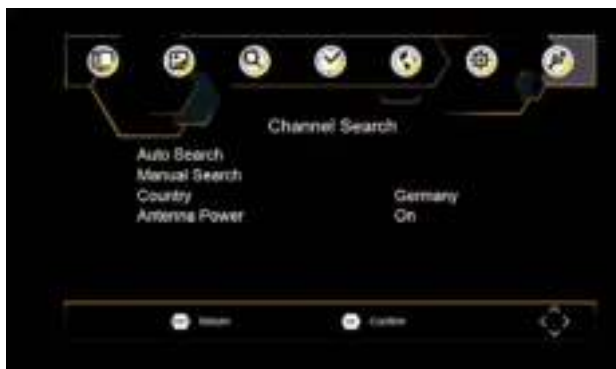 Channel Search
Auto Search
Manual Search
Country Germany
Antenna Power On
Return Confirm